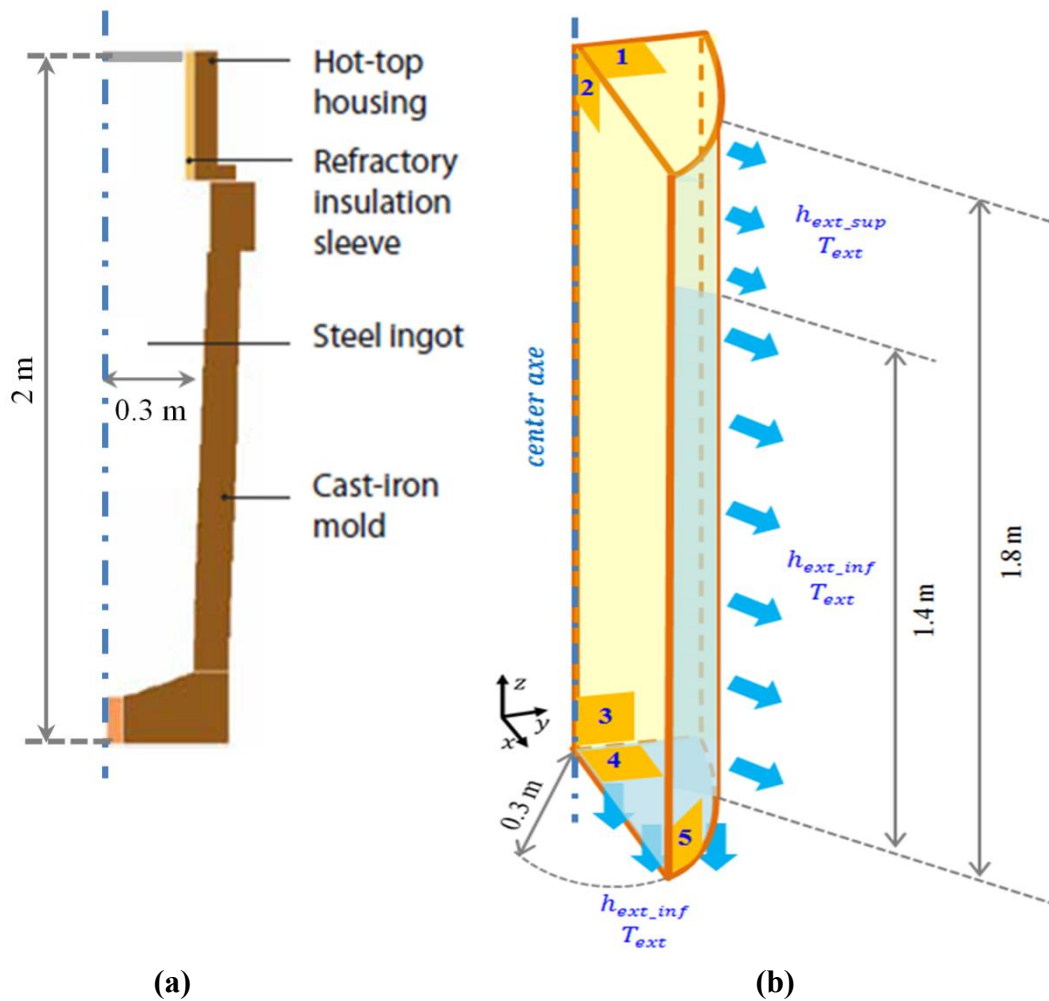 Hot-top
housing
Refractory
insulation
sleeve
Steel ingot
Cast-iron
mold
2 m
0.3 m
(a)
1
2
3
4
5
center axe
z
y
x
0.3 m
h_ext_sup
T_ext
h_ext_inf
T_ext
1.4 m
1.8 m
h_ext_inf
T_ext
(b)